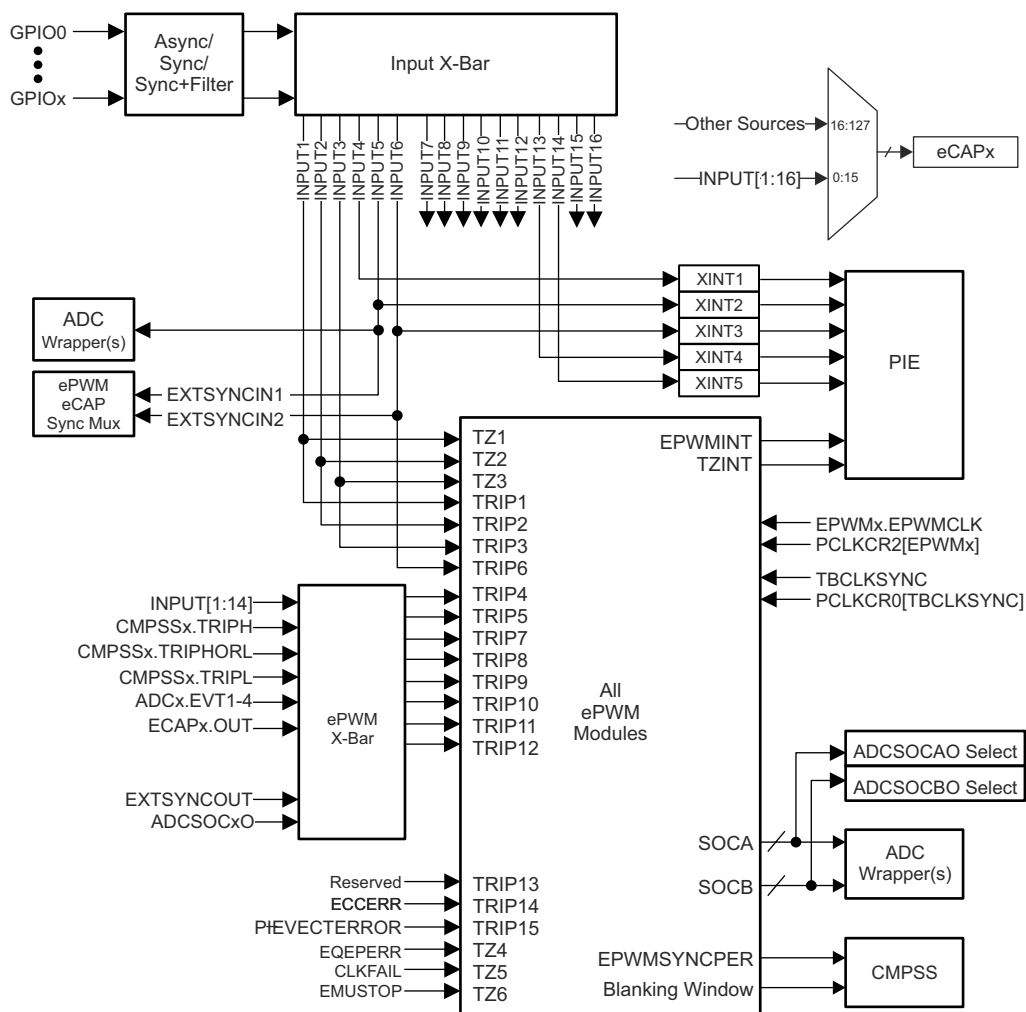 GPIO0
GPIOx
Async/
Sync/
Sync+Filter
Input X-Bar
INPUT1
INPUT2
INPUT3
INPUT4
INPUT5
INPUT6
INPUT7
INPUT8
INPUT9
INPUT10
INPUT11
INPUT12
INPUT13
INPUT14
INPUT15
INPUT16
Other Sources
16:127
INPUT[1:16]
0:15
eCAPx
XINT1
XINT2
XINT3
XINT4
XINT5
PIE
ADC
Wrapper(s)
ePWM
eCAP
Sync Mux
EXTSYNCIN1
EXTSYNCIN2
TZ1
TZ2
TZ3
TRIP1
TRIP2
TRIP3
TRIP6
TRIP4
TRIP5
TRIP7
TRIP8
TRIP9
TRIP10
TRIP11
TRIP12
EPWMINT
TZINT
EPWMx.EPWMCLK
PCLKCR2[EPWMx]
TBCLKSYNC
PCLKCR0[TBCLKSYNC]
INPUT[1:14]
CMPSSx.TRIPH
CMPSSx.TRIPHORL
CMPSSx.TRIPL
ADCx.EVT1-4
ECAPx.OUT
EXTSYNCOUT
ADCSOCxO
ePWM
X-Bar
All
ePWM
Modules
ADCSOCAO Select
ADCSOCBO Select
SOCA
SOCB
ADC
Wrapper(s)
Reserved
ECCERR
PIEVECTERROR
EQEPERR
CLKFAIL
EMUSTOP
TRIP13
TRIP14
TRIP15
TZ4
TZ5
TZ6
EPWMSYNCPER
Blanking Window
CMPSS